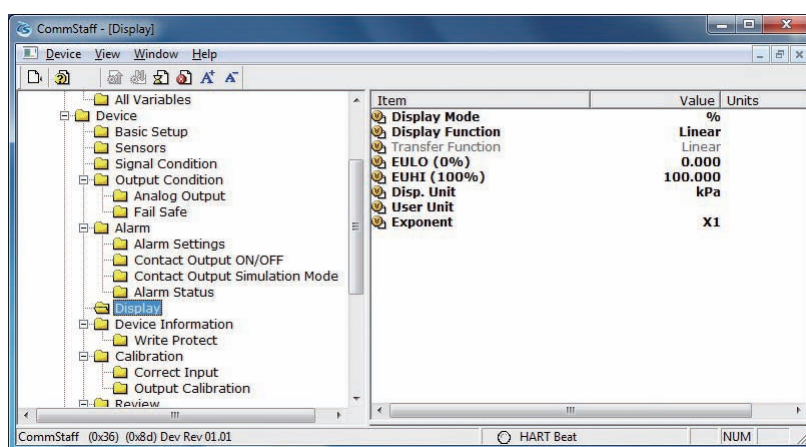 CommStaff - [Display]
Device View Window Help
All Variables
Device
Basic Setup
Sensors
Signal Condition
Output Condition
Analog Output
Fail Safe
Alarm
Alarm Settings
Contact Output ON/OFF
Contact Output Simulation Mode
Alarm Status
Display
Device Information
Write Protect
Calibration
Correct Input
Output Calibration
Review
Item Value Units
Display Mode %
Display Function Linear
Transfer Function Linear
EULO (0%) 0.000
EUHI (100%) 100.000
Disp. Unit kPa
User Unit
Exponent X1
CommStaff (0x36) (0x8d) Dev Rev 01.01 HART Beat NUM